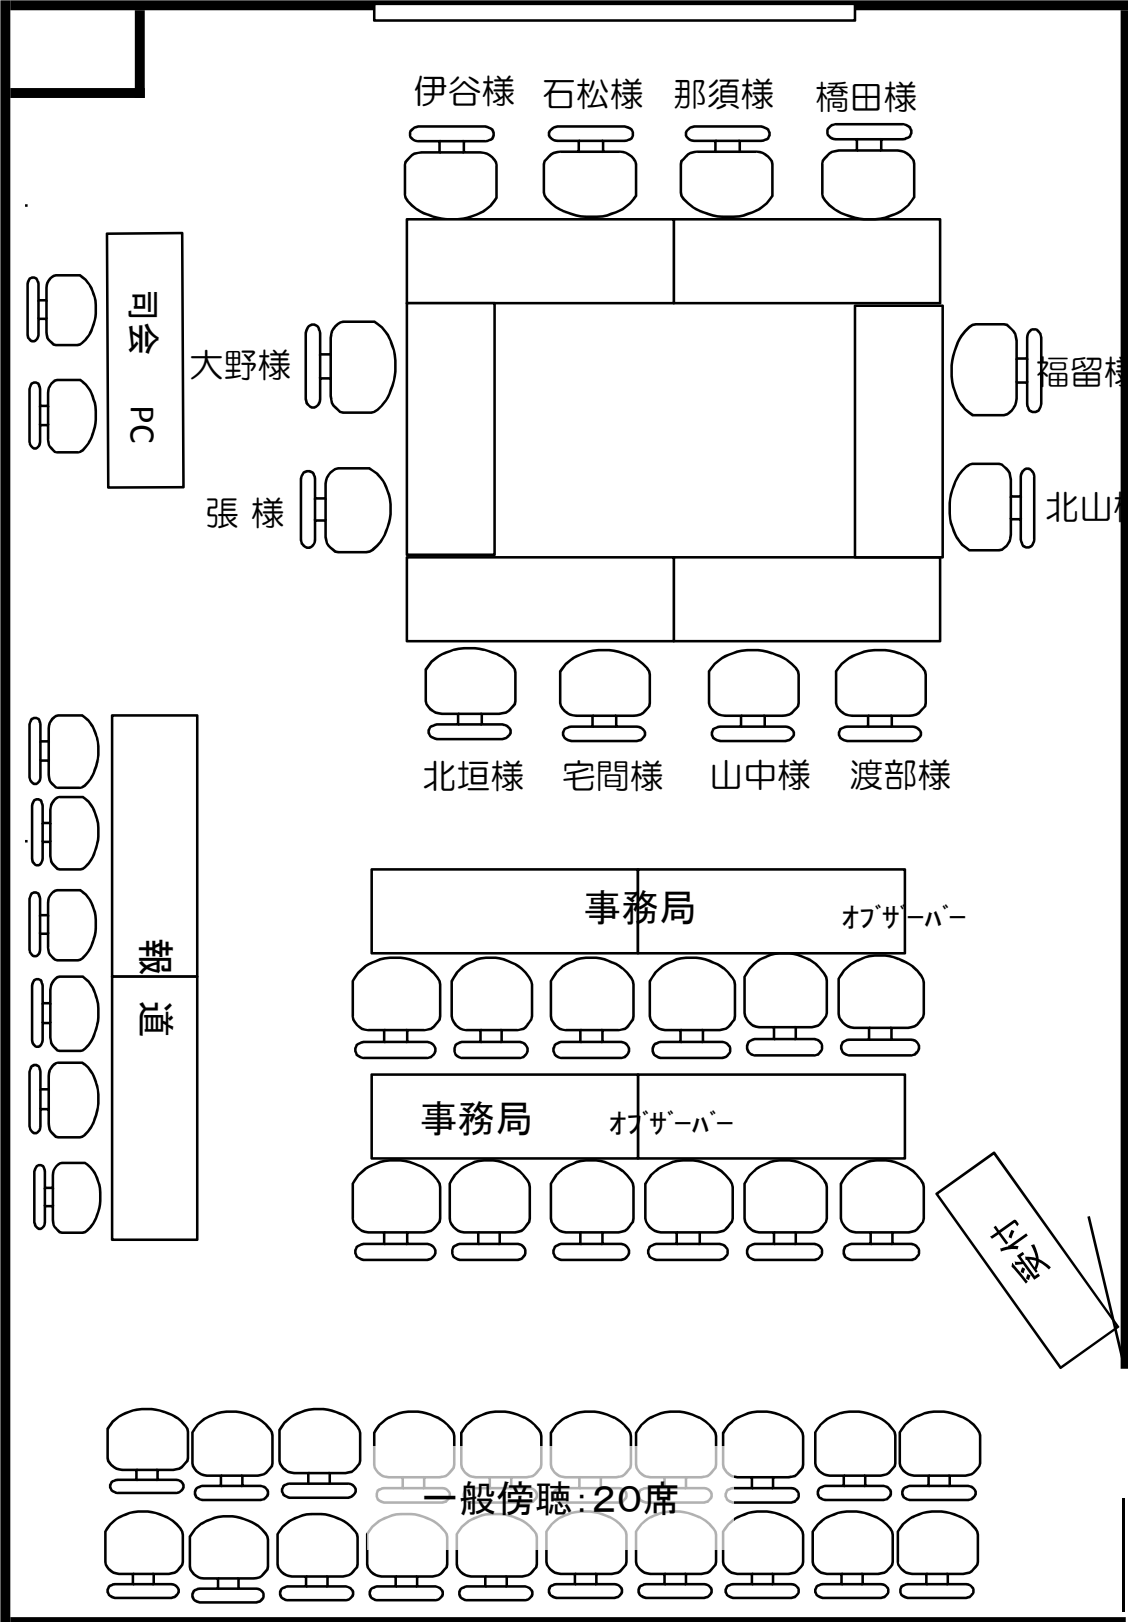 伊谷様 石松様 那須様 橋田様
司会 PC
大野様
福留様
張 様
北山様
北垣様 宅間様 山中様 渡部様
事務局 ｵﾌﾞｻﾞｰﾊﾞｰ
報 道
事務局 ｵﾌﾞｻﾞｰﾊﾞｰ
受付
一般傍聴：20席